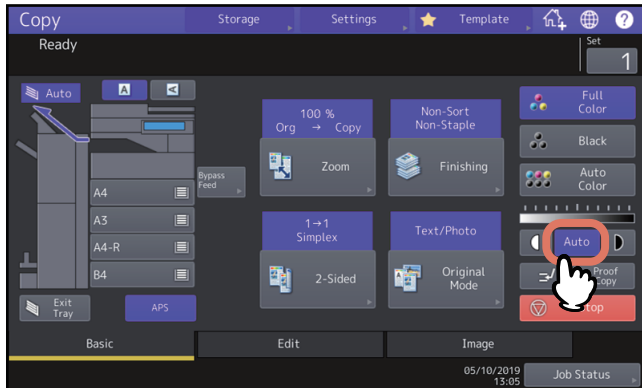 Copy
Storage
Settings
Template
?
Ready
Set
1
Auto
A
A
100 %
Org → Copy
Zoom
Non-Sort
Non-Staple
Finishing
Full
Color
Black
Auto
Color
Bypass
Feed
A4
A3
A4-R
B4
1→1
Simplex
2-Sided
Text/Photo
Original
Mode
Auto
Proof
Copy
Stop
Exit
Tray
APS
Basic
Edit
Image
05/10/2019
13:05
Job Status